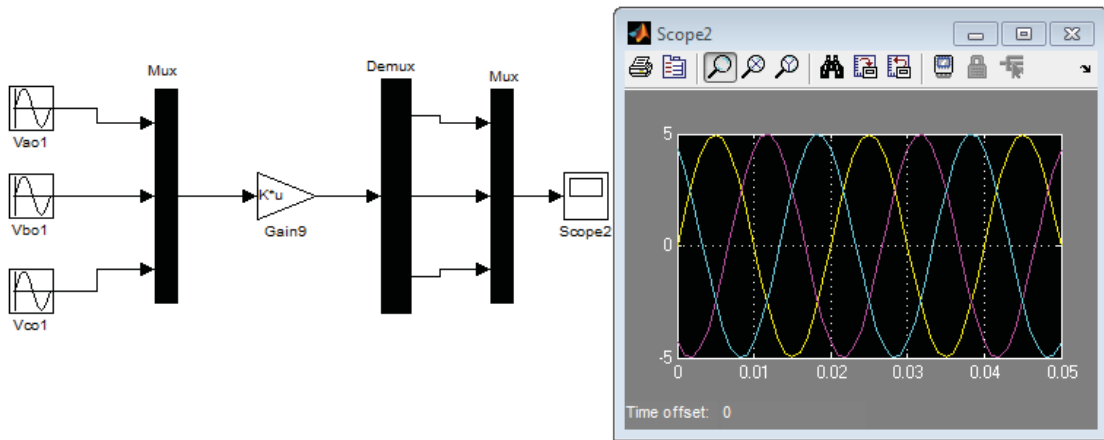 Mux
Demux
Mux
Vao1
Vbo1
Vco1
K*u
Gain9
Scope2
Scope2
5
0
-5
0
0.01
0.02
0.03
0.04
0.05
Time offset: 0